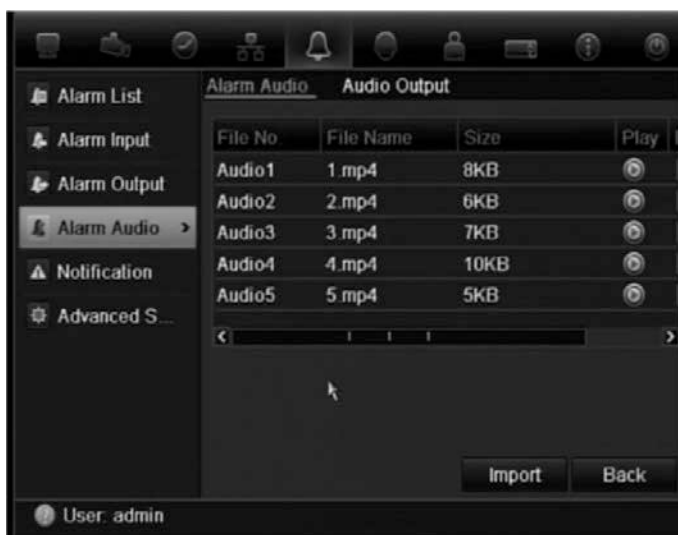 Alarm List
Alarm Input
Alarm Output
Alarm Audio
Notification
Advanced S...
Alarm Audio Audio Output
File No. File Name Size Play
Audio1 1.mp4 8KB
Audio2 2.mp4 6KB
Audio3 3.mp4 7KB
Audio4 4.mp4 10KB
Audio5 5.mp4 5KB
Import Back
User: admin